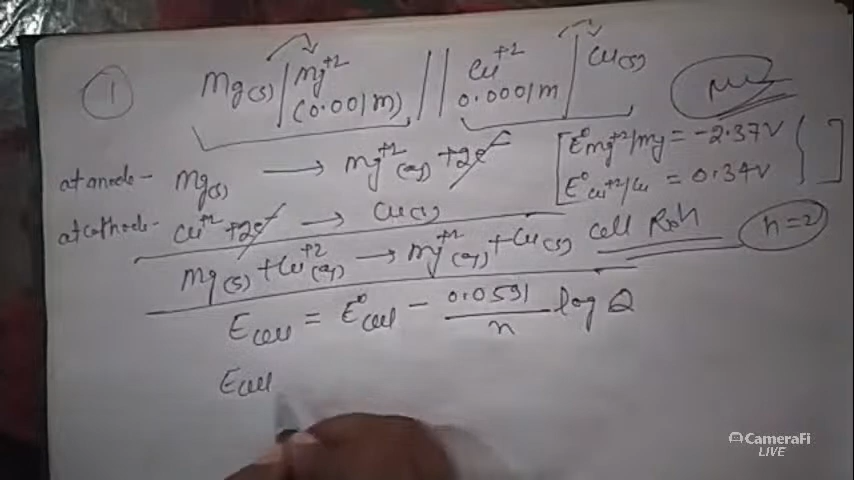 1
Mg(s) | Mg+2 (0.001M) || Cu+2 0.0001M | Cu(s)
[E° Mg+2/Mg = -2.37V
E° Cu+2/Cu = 0.34V]
at anode- Mg(s) → Mg+2(aq) + 2e-
at cathode- Cu+2 + 2e- → Cu(s)
Mg(s) + Cu+2(aq) → Mg+2(aq) + Cu(s) Cell Rxn n=2
Ecell = E°cell - 0.0591/n log Q
Ecell
CameraFi
LIVE